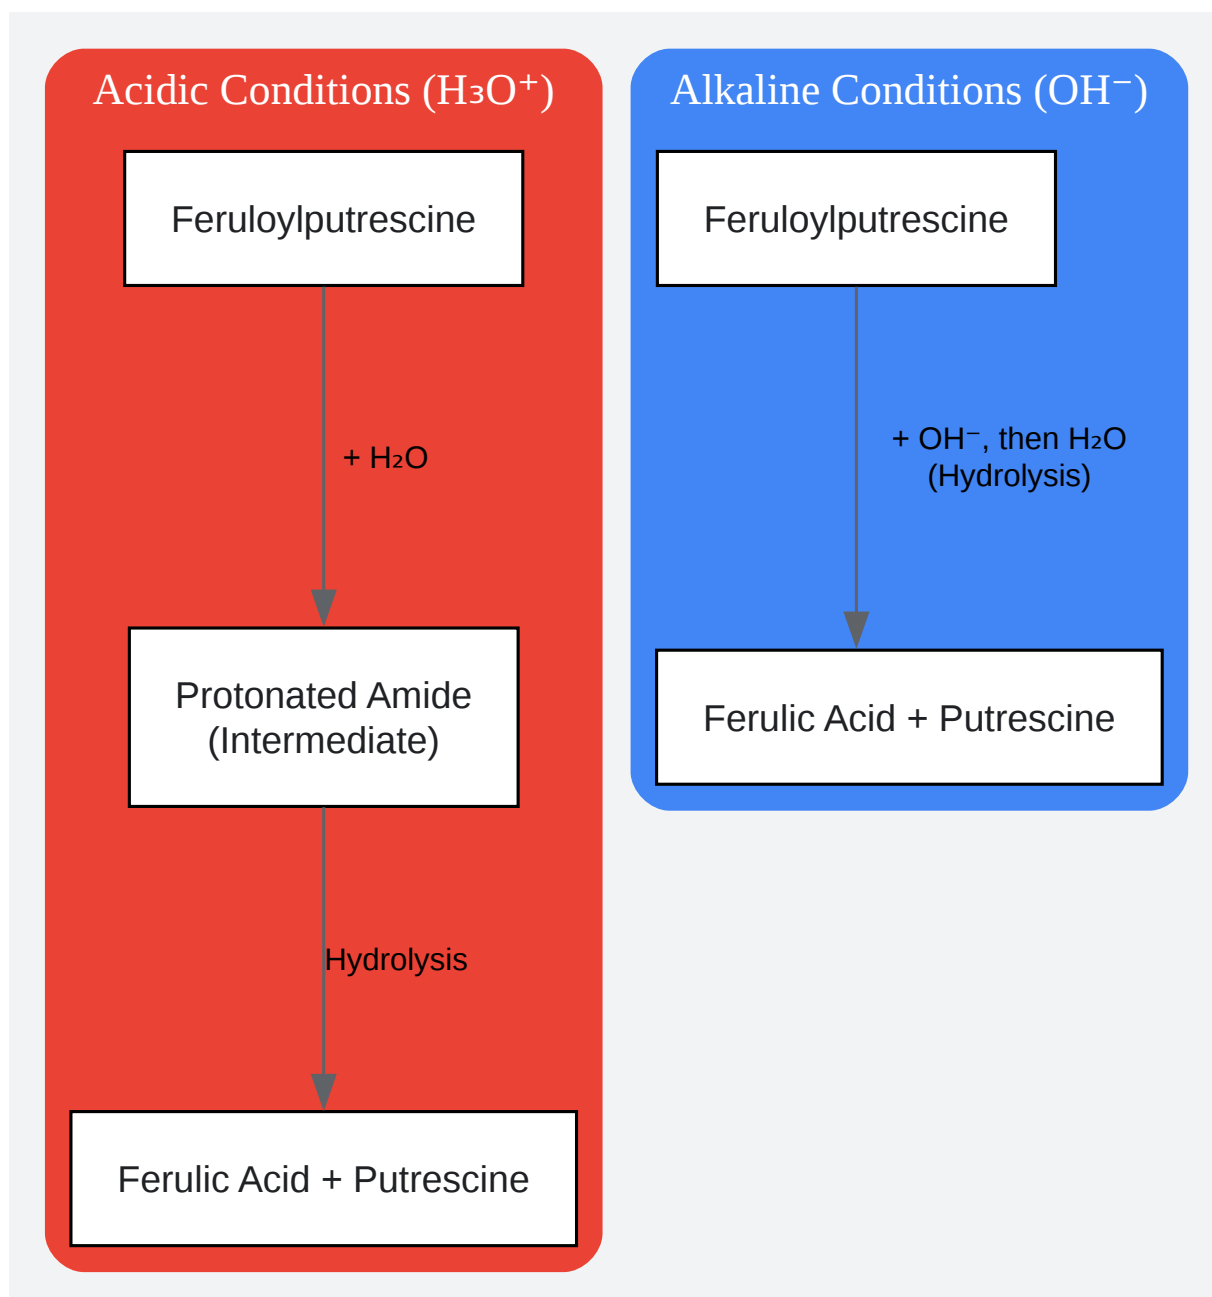 Acidic Conditions (H₃O⁺)
Feruloylputrescine
+ H₂O
Protonated Amide
(Intermediate)
Hydrolysis
Ferulic Acid + Putrescine
Alkaline Conditions (OH⁻)
Feruloylputrescine
+ OH⁻, then H₂O
(Hydrolysis)
Ferulic Acid + Putrescine